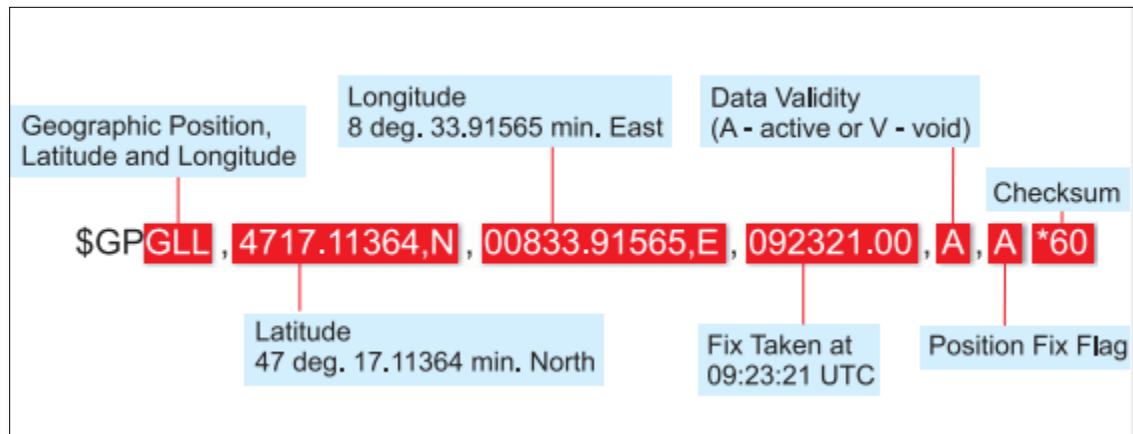 Geographic Position,
Latitude and Longitude
Longitude
8 deg. 33.91565 min. East
Data Validity
(A - active or V - void)
Checksum
$GPGLL ,4717.11364,N ,00833.91565,E ,092321.00 ,A ,A *60
Latitude
47 deg. 17.11364 min. North
Fix Taken at
09:23:21 UTC
Position Fix Flag